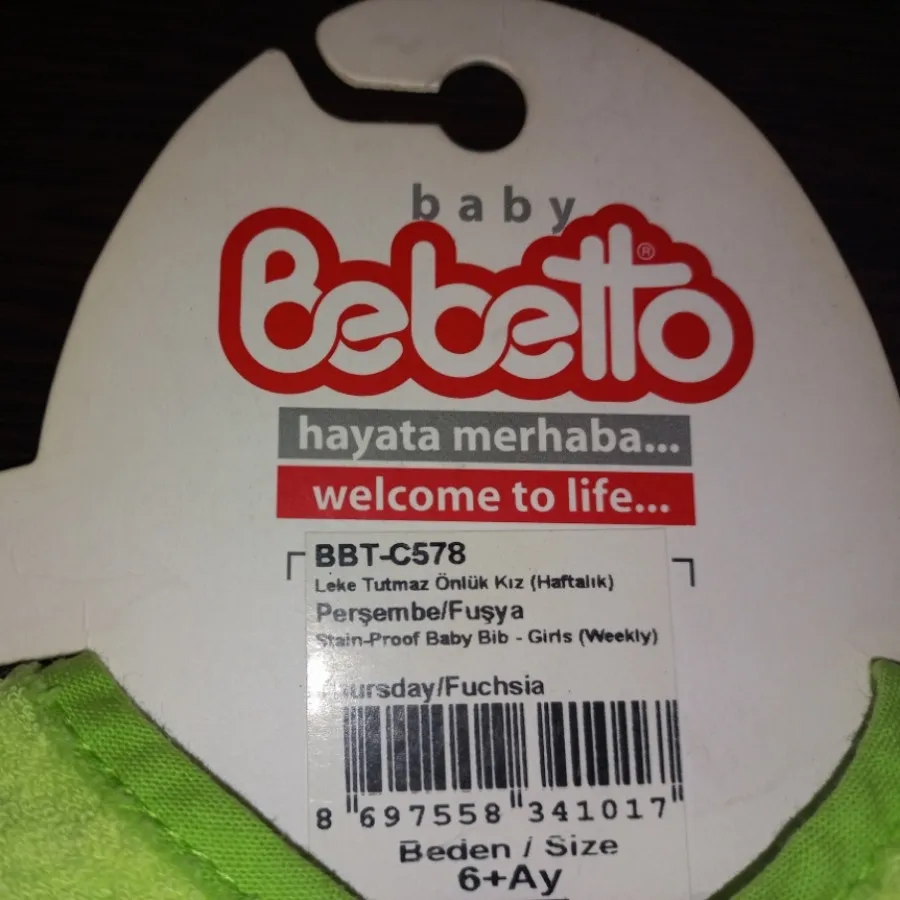 baby
Bebetto®
hayata merhaba...
welcome to life...
BBT-C578
Leke Tutmaz Önlük Kız (Haftalık)
Perşembe/Fuşya
Stain-Proof Baby Bib - Girls (Weekly)
Thursday/Fuchsia
8 "697558 "341017"
Beden / Size
6+Ay